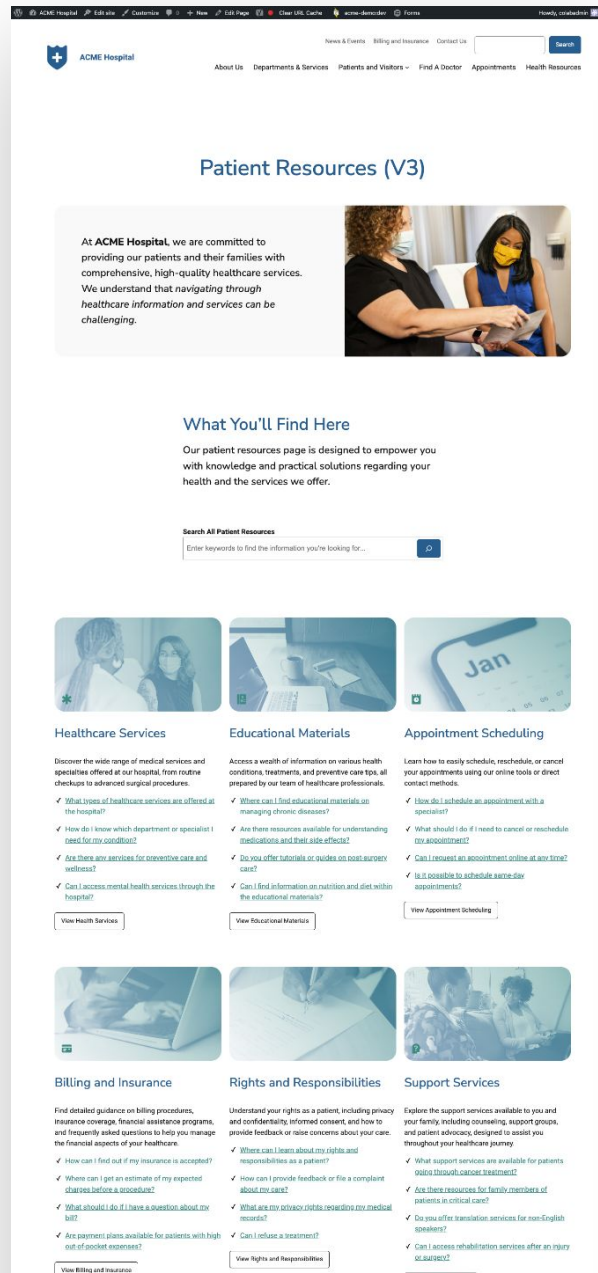 ACME Hospital Edit site Customize 0 + New Edit Page Clear URL Cache acme-demo:dev Forms Howdy, colabadmin
News & Events Billing and Insurance Contact Us Search
ACME Hospital
About Us Departments & Services Patients and Visitors Find A Doctor Appointments Health Resources
Patient Resources (V3)
At ACME Hospital, we are committed to
providing our patients and their families with
comprehensive, high-quality healthcare services.
We understand that navigating through
healthcare information and services can be
challenging.
What You’ll Find Here
Our patient resources page is designed to empower you
with knowledge and practical solutions regarding your
health and the services we offer.
Search All Patient Resources
Enter keywords to find the information you're looking for...
Healthcare Services
Discover the wide range of medical services and
specialties offered at our hospital, from routine
checkups to advanced surgical procedures.
✓ What types of healthcare services are offered at
the hospital?
✓ How do I know which department or specialist I
need for my condition?
✓ Are there any services for preventive care and
wellness?
✓ Can I access mental health services through the
hospital?
View Health Services
Educational Materials
Access a wealth of information on various health
conditions, treatments, and preventive care tips, all
prepared by our team of healthcare professionals.
✓ Where can I find educational materials on
managing chronic diseases?
✓ Are there resources available for understanding
medications and their side effects?
✓ Do you offer tutorials or guides on post-surgery
care?
✓ Can I find information on nutrition and diet within
the educational materials?
View Educational Materials
Jan
Appointment Scheduling
Learn how to easily schedule, reschedule, or cancel
your appointments using our online tools or direct
contact methods.
✓ How do I schedule an appointment with a
specialist?
✓ What should I do if I need to cancel or reschedule
my appointment?
✓ Can I request an appointment online at any time?
✓ Is it possible to schedule same-day
appointments?
View Appointment Scheduling
Billing and Insurance
Find detailed guidance on billing procedures,
insurance coverage, financial assistance programs,
and frequently asked questions to help you manage
the financial aspects of your healthcare.
✓ How can I find out if my insurance is accepted?
✓ Where can I get an estimate of my expected
charges before a procedure?
✓ What should I do if I have a question about my
bill?
✓ Are payment plans available for patients with high
out-of-pocket expenses?
View Billing and Insurance
Rights and Responsibilities
Understand your rights as a patient, including privacy
and confidentiality, informed consent, and how to
provide feedback or raise concerns about your care.
✓ Where can I learn about my rights and
responsibilities as a patient?
✓ How can I provide feedback or file a complaint
about my care?
✓ What are my privacy rights regarding my medical
records?
✓ Can I refuse a treatment?
View Rights and Responsibilities
Support Services
Explore the support services available to you and
your family, including counseling, support groups,
and patient advocacy, designed to assist you
throughout your healthcare journey.
✓ What support services are available for patients
going through cancer treatment?
✓ Are there resources for family members of
patients in critical care?
✓ Do you offer translation services for non-English
speakers?
✓ Can I access rehabilitation services after an injury
or surgery?